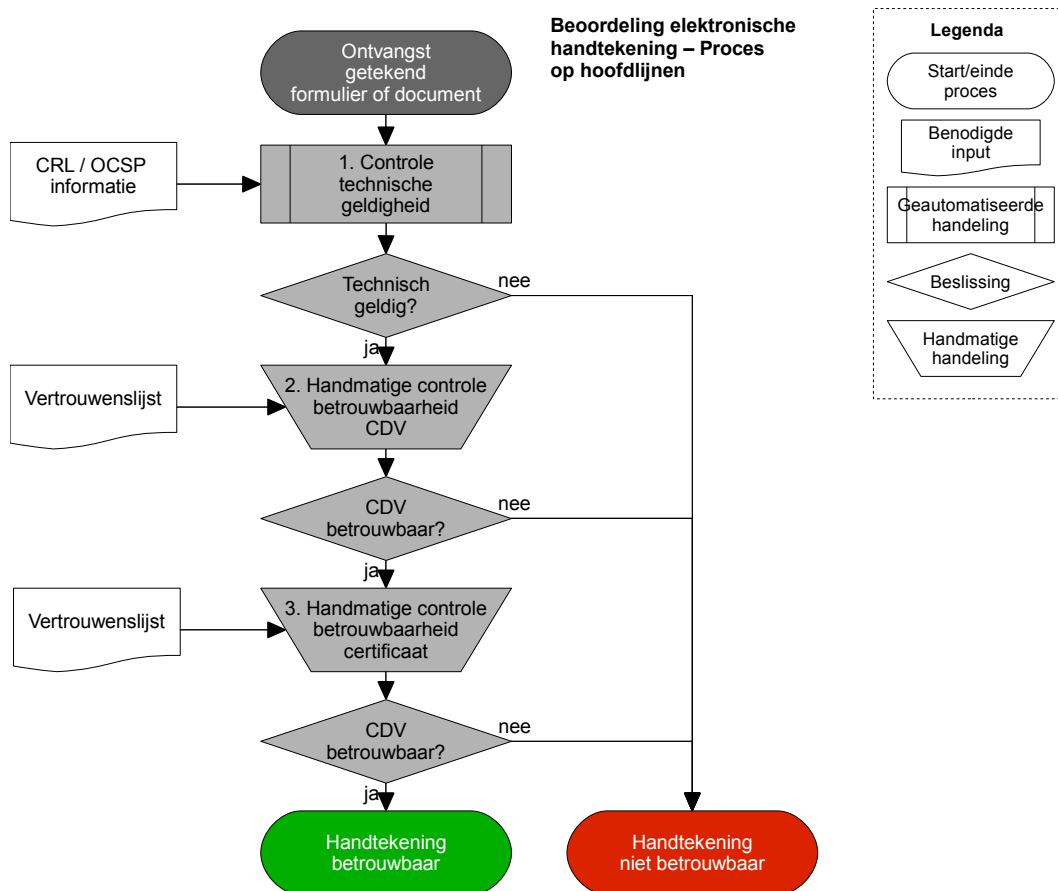 Beoordeling elektronische
handtekening – Proces
op hoofdlijnen
Ontvangst
getekend
formulier of document
CRL / OCSP
informatie
1. Controle
technische
geldigheid
Technisch
geldig?
nee
ja
Vertrouwenslijst
2. Handmatige controle
betrouwbaarheid
CDV
CDV
betrouwbaar?
nee
ja
Vertrouwenslijst
3. Handmatige controle
betrouwbaarheid
certificaat
CDV
betrouwbaar?
nee
ja
Handtekening
betrouwbaar
Handtekening
niet betrouwbaar
Legenda
Start/einde
proces
Benodigde
input
Geautomatiseerde
handeling
Beslissing
Handmatige
handeling